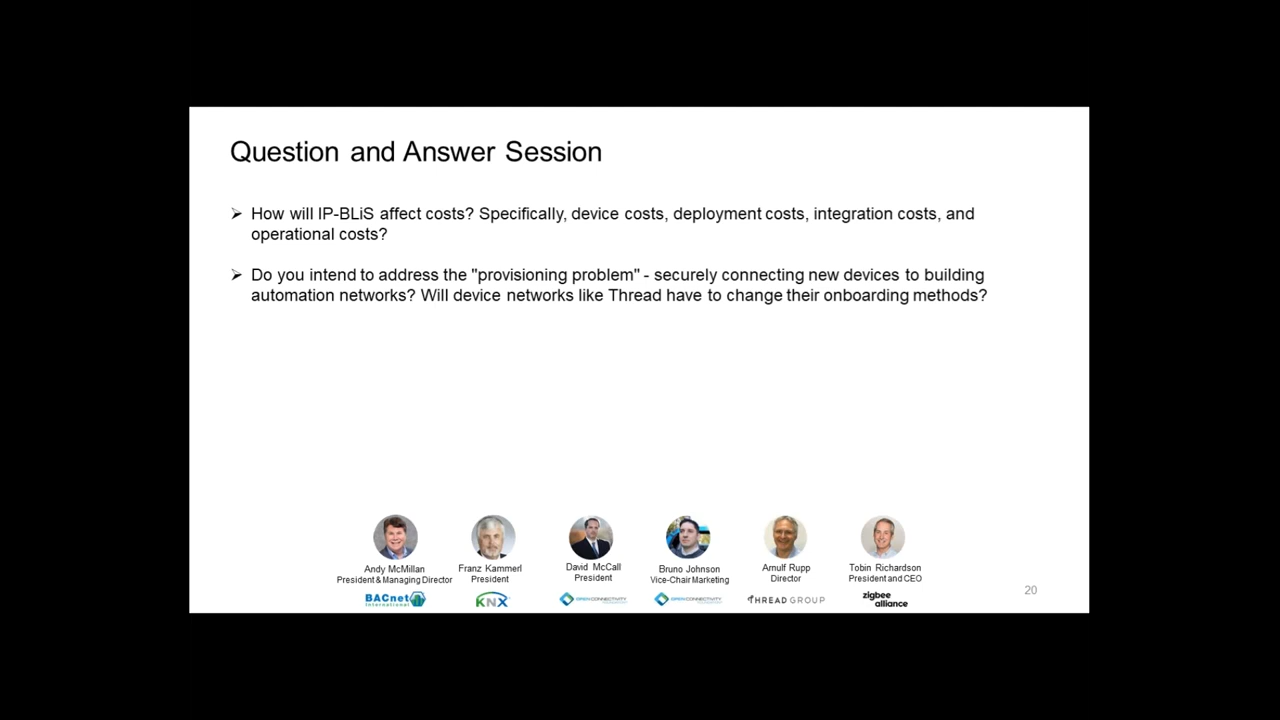 Question and Answer Session
➢ How will IP-BLiS affect costs? Specifically, device costs, deployment costs, integration costs, and
operational costs?
➢ Do you intend to address the "provisioning problem" - securely connecting new devices to building
automation networks? Will device networks like Thread have to change their onboarding methods?
Andy McMillan
President & Managing Director
BACnet
International
Franz Kammerl
President
KNX
David McCall
President
OPEN CONNECTIVITY
Bruno Johnson
Vice-Chair Marketing
OPEN CONNECTIVITY
Arnulf Rupp
Director
THREAD GROUP
Tobin Richardson
President and CEO
zigbee
alliance
20